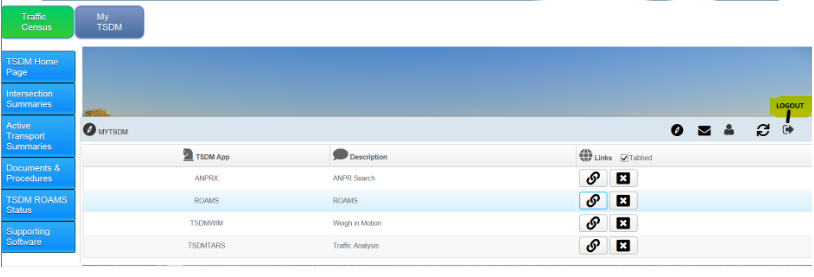 Traffic
Census
My
TSDM
TSDM Home
Page
Intersection
Summaries
Active
Transport
Summaries
Documents &
Procedures
TSDM ROAMS
Status
Supporting
Software
LOGOUT
MYTSDM
TSDM App Description Links Tabbed
ANPRX ANPR Search
ROAMS ROAMS
TSDMWIM Weigh in Motion
TSDMTARS Traffic Analysis